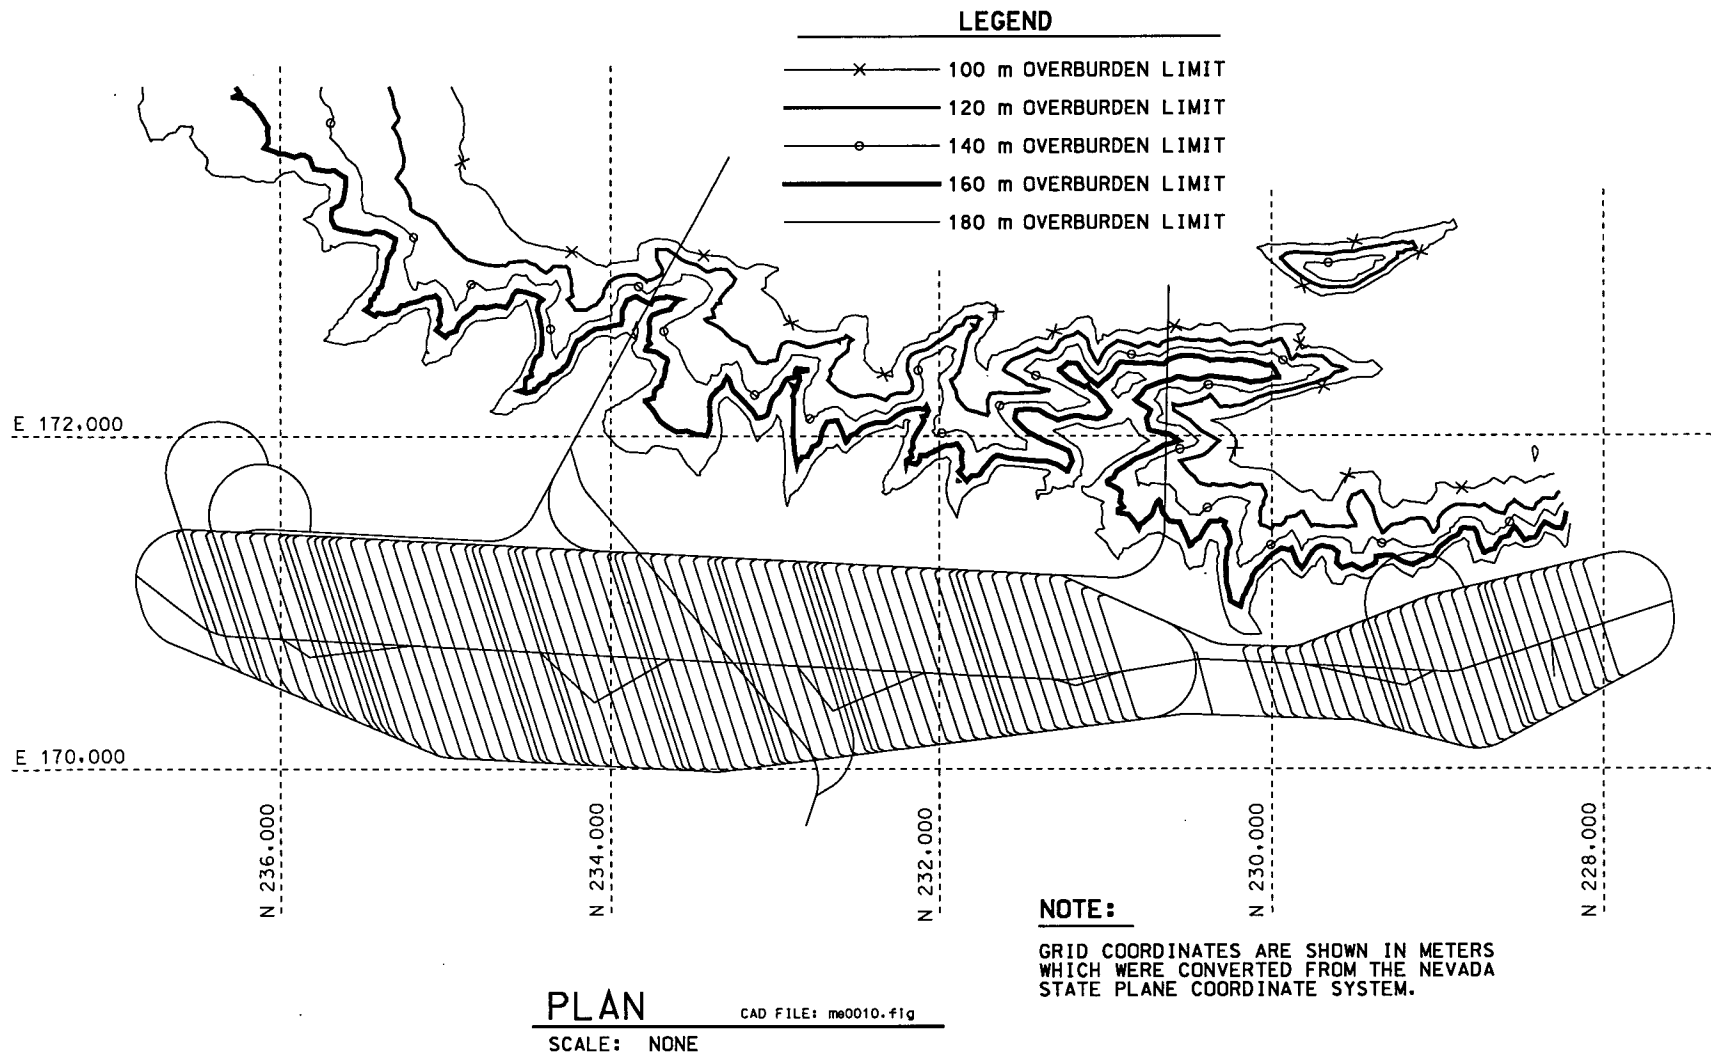 LEGEND
100 m OVERBURDEN LIMIT
120 m OVERBURDEN LIMIT
140 m OVERBURDEN LIMIT
160 m OVERBURDEN LIMIT
180 m OVERBURDEN LIMIT
E 172,000
E 170,000
N 236,000
N 234,000
N 232,000
N 230,000
N 228,000
NOTE:
GRID COORDINATES ARE SHOWN IN METERS
WHICH WERE CONVERTED FROM THE NEVADA
STATE PLANE COORDINATE SYSTEM.
PLAN CAD FILE: me0010.fig
SCALE: NONE